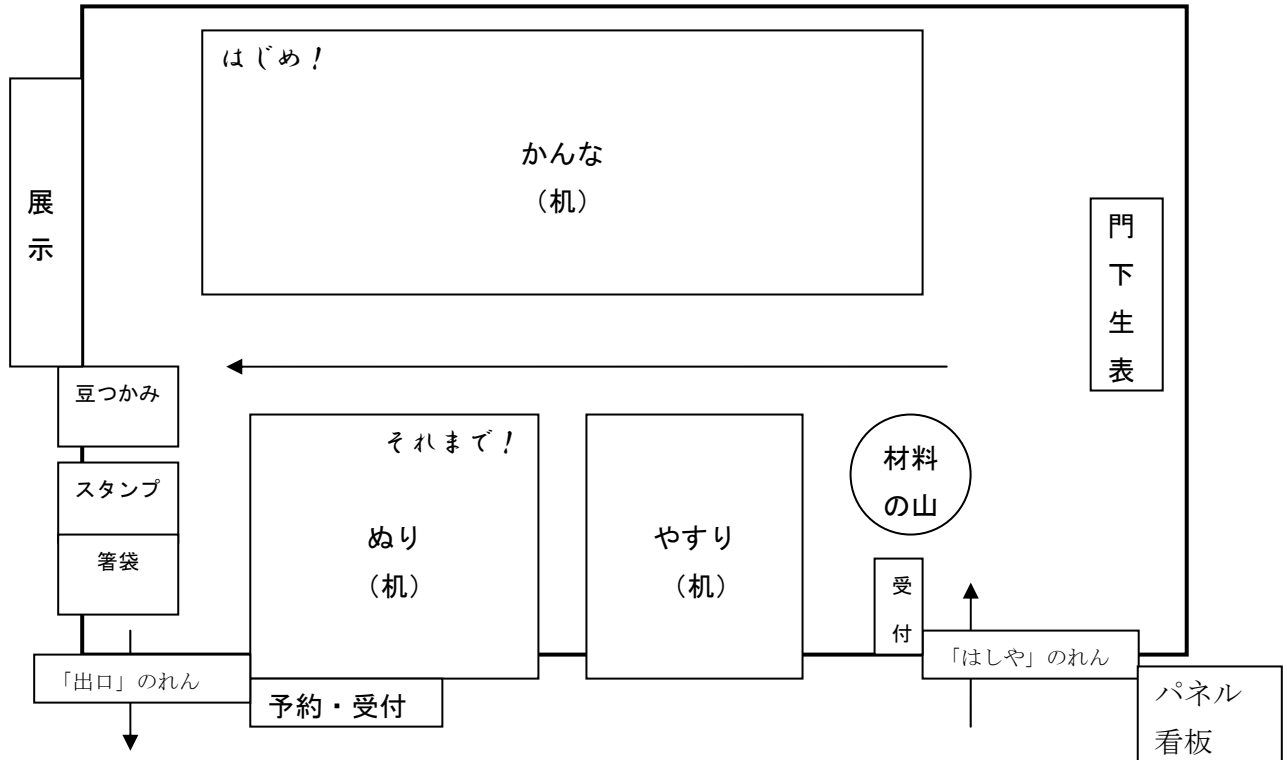 はじめ！
かんな
（机）
展
示
門
下
生
表
豆つかみ
スタンプ
箸袋
それまで！
ぬり
（机）
やすり
（机）
材料
の山
受
付
「はしや」のれん
「出口」のれん
予約・受付
パネル
看板